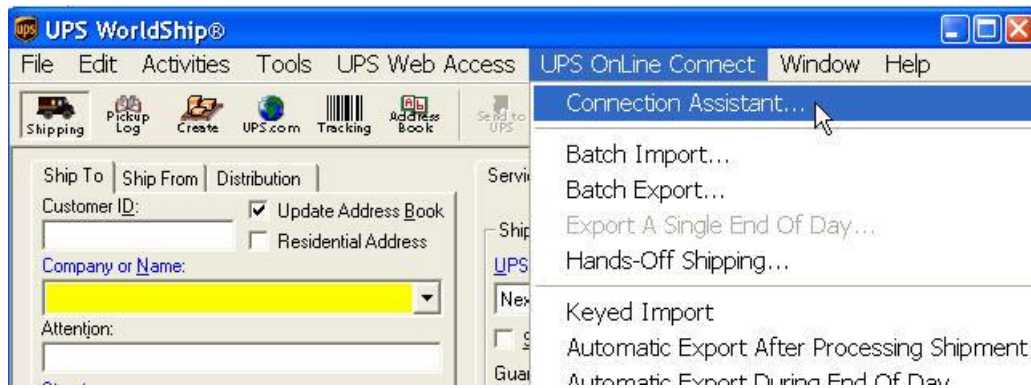 UPS WorldShip®
File Edit Activities Tools UPS Web Access UPS OnLine Connect Window Help
Shipping Pickup Log Create UPS.com Tracking Address Book Send to UPS
Connection Assistant...
Batch Import...
Batch Export...
Export A Single End Of Day...
Hands-Off Shipping...
Keyed Import
Automatic Export After Processing Shipment
Automatic Export During End Of Day
Ship To Ship From Distribution
Customer ID:
Update Address Book
Residential Address
Company or Name:
Attention:
Servi
Ship
UPS
Nex
Guar